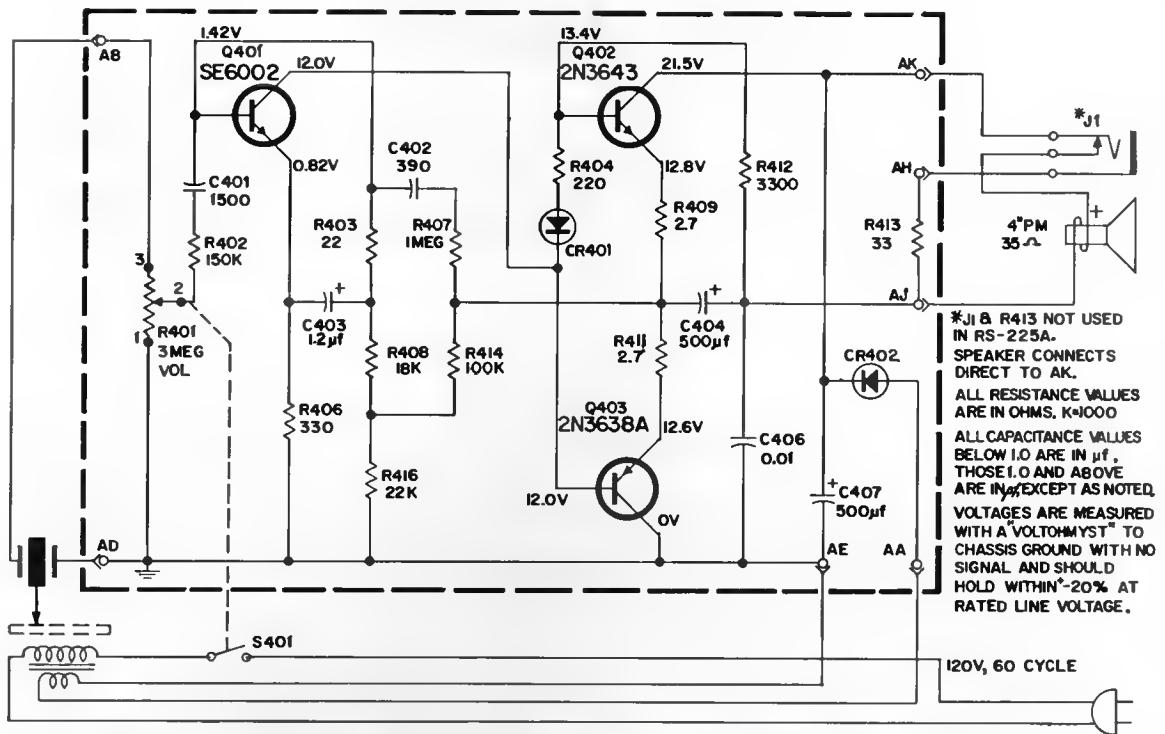 AB
1.42V
Q401
SE6002
12.0V
0.82V
C401
1500
R402
150K
3
2
1
R401
3MEG
VOL
C402
390
R403
22
R407
1MEG
C403
1.2µf
+
R408
18K
R414
100K
R406
330
R416
22K
AD
13.4V
Q402
2N3643
21.5V
R404
220
CR401
12.8V
R409
2.7
R412
3300
+
C404
500µf
R411
2.7
Q403
2N3638A
12.6V
12.0V
0V
C406
0.01
CR402
+
C407
500µf
AE
AA
AK
AH
AJ
R413
33
*J1
4"PM
35Ω
+
*J1 & R413 NOT USED
IN RS-225A.
SPEAKER CONNECTS
DIRECT TO AK.
ALL RESISTANCE VALUES
ARE IN OHMS. K=1000
ALL CAPACITANCE VALUES
BELOW 1.0 ARE IN µf,
THOSE 1.0 AND ABOVE
ARE IN EXCEPT AS NOTED.
VOLTAGES ARE MEASURED
WITH A "VOLTOHMYST" TO
CHASSIS GROUND WITH NO
SIGNAL AND SHOULD
HOLD WITHIN +-20% AT
RATED LINE VOLTAGE.
S401
120V, 60 CYCLE